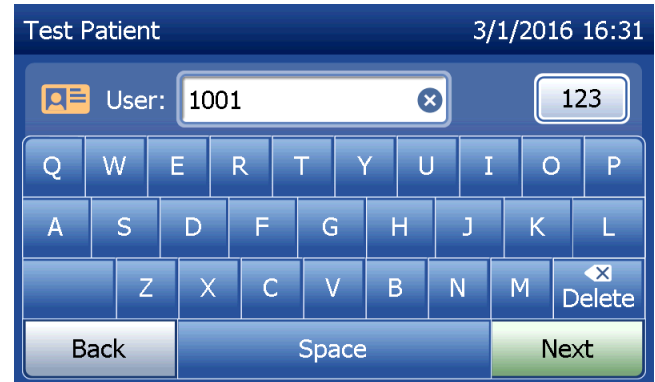 Test Patient 3/1/2016 16:31
User: 1001 123
Q W E R T Y U I O P
A S D F G H J K L
Z X C V B N M Delete
Back Space Next